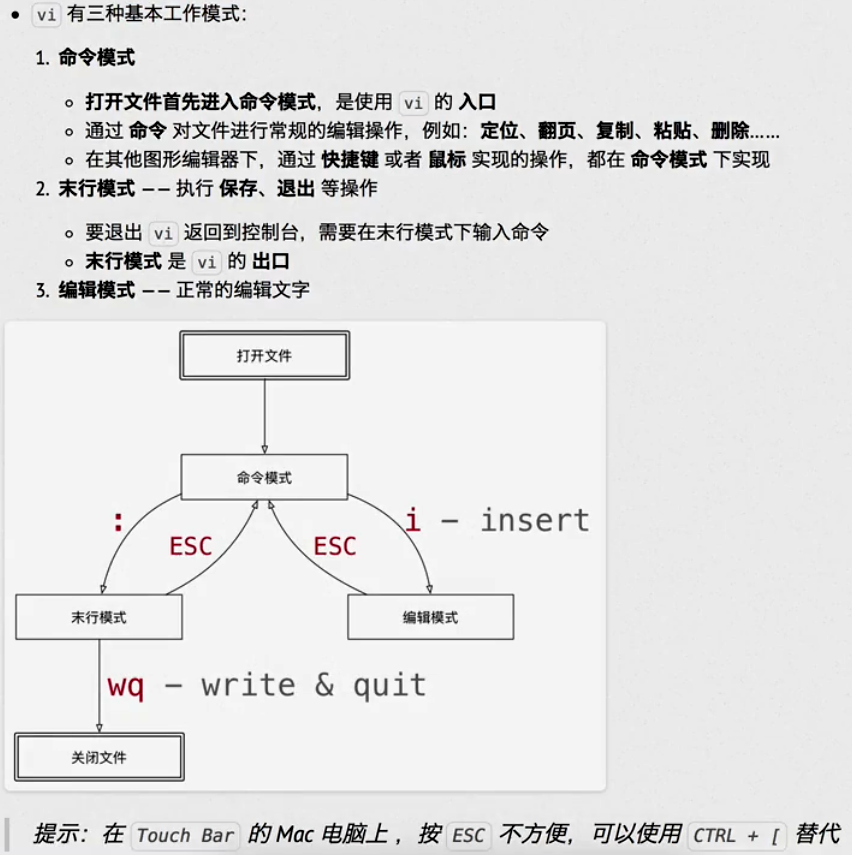 • vi 有三种基本工作模式：
1. 命令模式
◦ 打开文件首先进入命令模式，是使用 vi 的 入口
◦ 通过 命令 对文件进行常规的编辑操作，例如：定位、翻页、复制、粘贴、删除……
◦ 在其他图形编辑器下，通过 快捷键 或者 鼠标 实现的操作，都在 命令模式 下实现
2. 末行模式 —— 执行 保存、退出 等操作
◦ 要退出 vi 返回到控制台，需要在末行模式下输入命令
◦ 末行模式 是 vi 的 出口
3. 编辑模式 —— 正常的编辑文字
打开文件
命令模式
:
i - insert
ESC
ESC
末行模式
编辑模式
wq - write & quit
关闭文件
提示：在 Touch Bar 的 Mac 电脑上 ，按 ESC 不方便，可以使用 CTRL + [ 替代